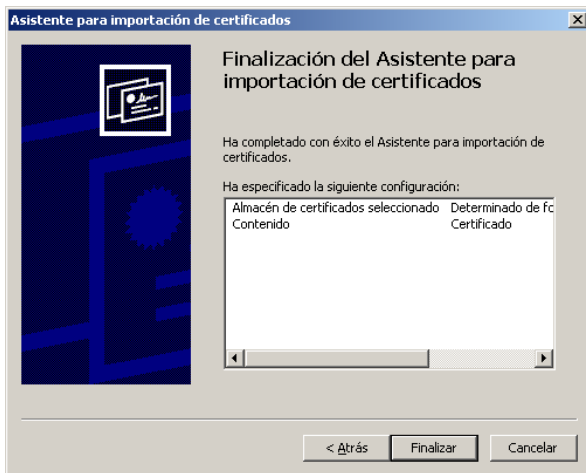 Asistente para importación de certificados
Finalización del Asistente para
importación de certificados
Ha completado con éxito el Asistente para importación de
certificados.
Ha especificado la siguiente configuración:
Almacén de certificados seleccionado Determinado de fc
Contenido Certificado
< Atrás Finalizar Cancelar